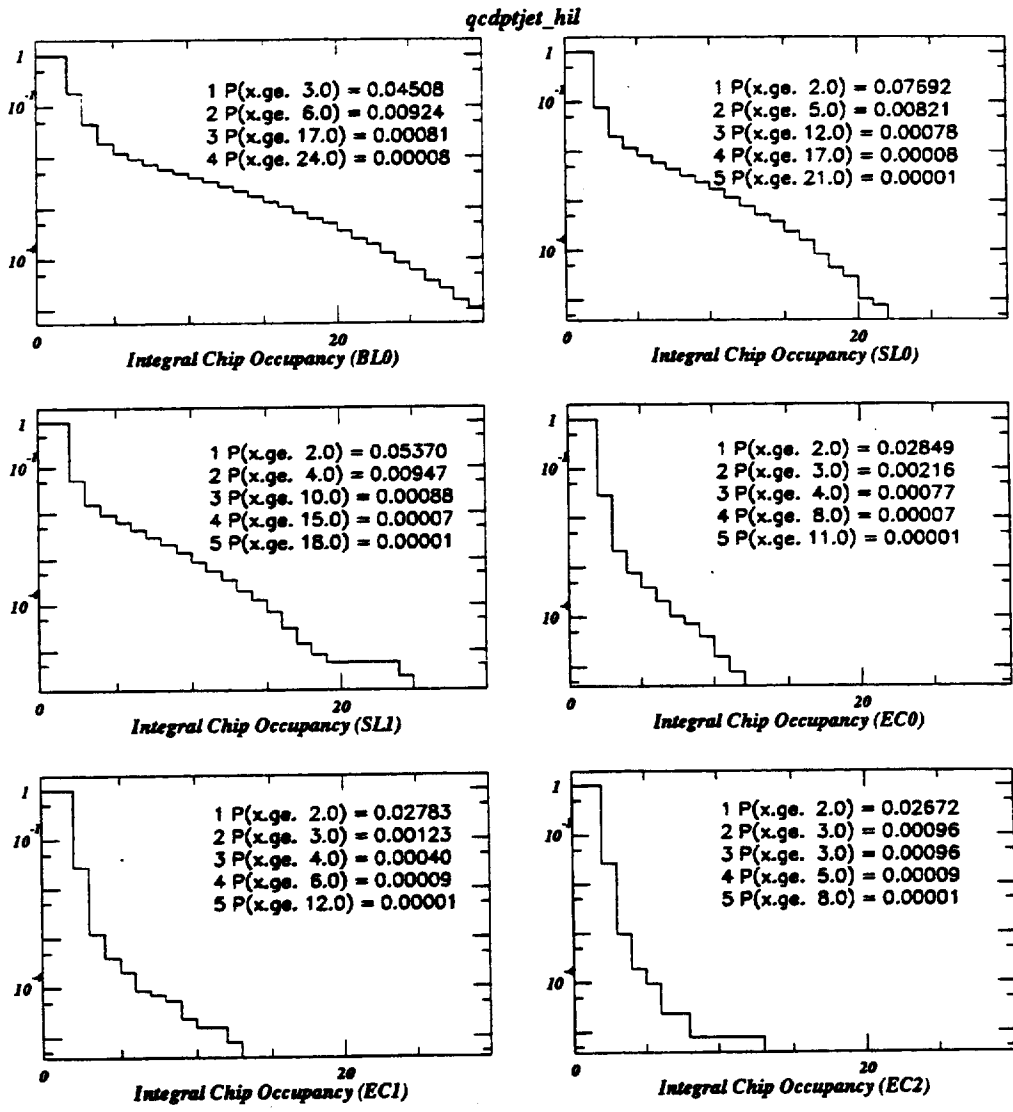 qcdptjet_hil
1
10 -1
10 -4
1 P(x.ge. 3.0) = 0.04508
2 P(x.ge. 6.0) = 0.00924
3 P(x.ge. 17.0) = 0.00081
4 P(x.ge. 24.0) = 0.00008
0 20
Integral Chip Occupancy (BL0)
1
10 -1
10 -4
1 P(x.ge. 2.0) = 0.07692
2 P(x.ge. 5.0) = 0.00821
3 P(x.ge. 12.0) = 0.00078
4 P(x.ge. 17.0) = 0.00008
5 P(x.ge. 21.0) = 0.00001
0 20
Integral Chip Occupancy (SL0)
1
10 -1
10 -4
1 P(x.ge. 2.0) = 0.05370
2 P(x.ge. 4.0) = 0.00947
3 P(x.ge. 10.0) = 0.00088
4 P(x.ge. 15.0) = 0.00007
5 P(x.ge. 18.0) = 0.00001
0 20
Integral Chip Occupancy (SL1)
1
10 -1
10 -4
1 P(x.ge. 2.0) = 0.02849
2 P(x.ge. 3.0) = 0.00216
3 P(x.ge. 4.0) = 0.00077
4 P(x.ge. 8.0) = 0.00007
5 P(x.ge. 11.0) = 0.00001
0 20
Integral Chip Occupancy (EC0)
1
10 -1
10 -4
1 P(x.ge. 2.0) = 0.02783
2 P(x.ge. 3.0) = 0.00123
3 P(x.ge. 4.0) = 0.00040
4 P(x.ge. 6.0) = 0.00009
5 P(x.ge. 12.0) = 0.00001
0 20
Integral Chip Occupancy (EC1)
1
10 -1
10 -4
1 P(x.ge. 2.0) = 0.02672
2 P(x.ge. 3.0) = 0.00096
3 P(x.ge. 3.0) = 0.00096
4 P(x.ge. 5.0) = 0.00009
5 P(x.ge. 8.0) = 0.00001
0 20
Integral Chip Occupancy (EC2)